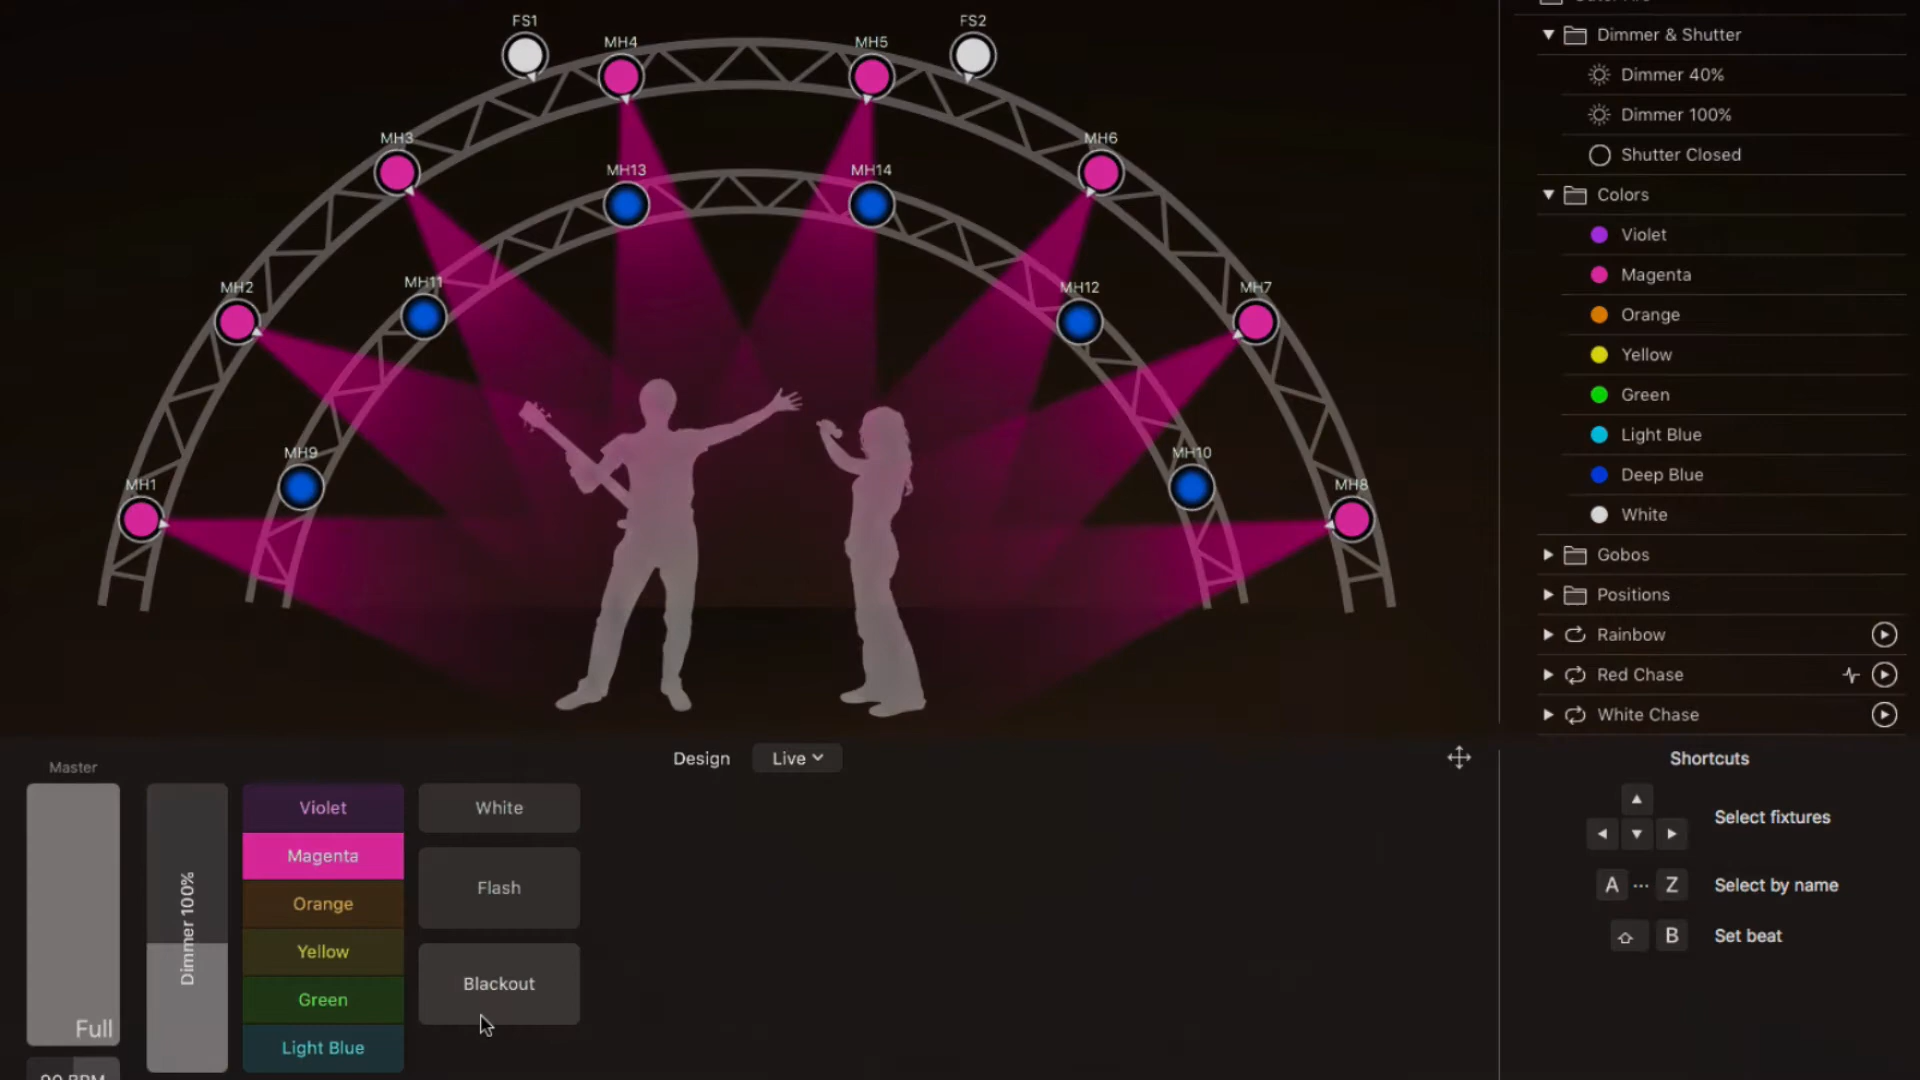 FS1
FS2
MH4
MH5
MH3
MH6
MH13
MH14
MH2
MH11
MH12
MH7
MH9
MH10
MH1
MH8
Dimmer & Shutter
Dimmer 40%
Dimmer 100%
Shutter Closed
Colors
Violet
Magenta
Orange
Yellow
Green
Light Blue
Deep Blue
White
Gobos
Positions
Rainbow
Red Chase
White Chase
Design
Live
Master
Full
90 BPM
Dimmer 100%
Violet
Magenta
Orange
Yellow
Green
Light Blue
White
Flash
Blackout
Shortcuts
Select fixtures
A ··· Z Select by name
B Set beat